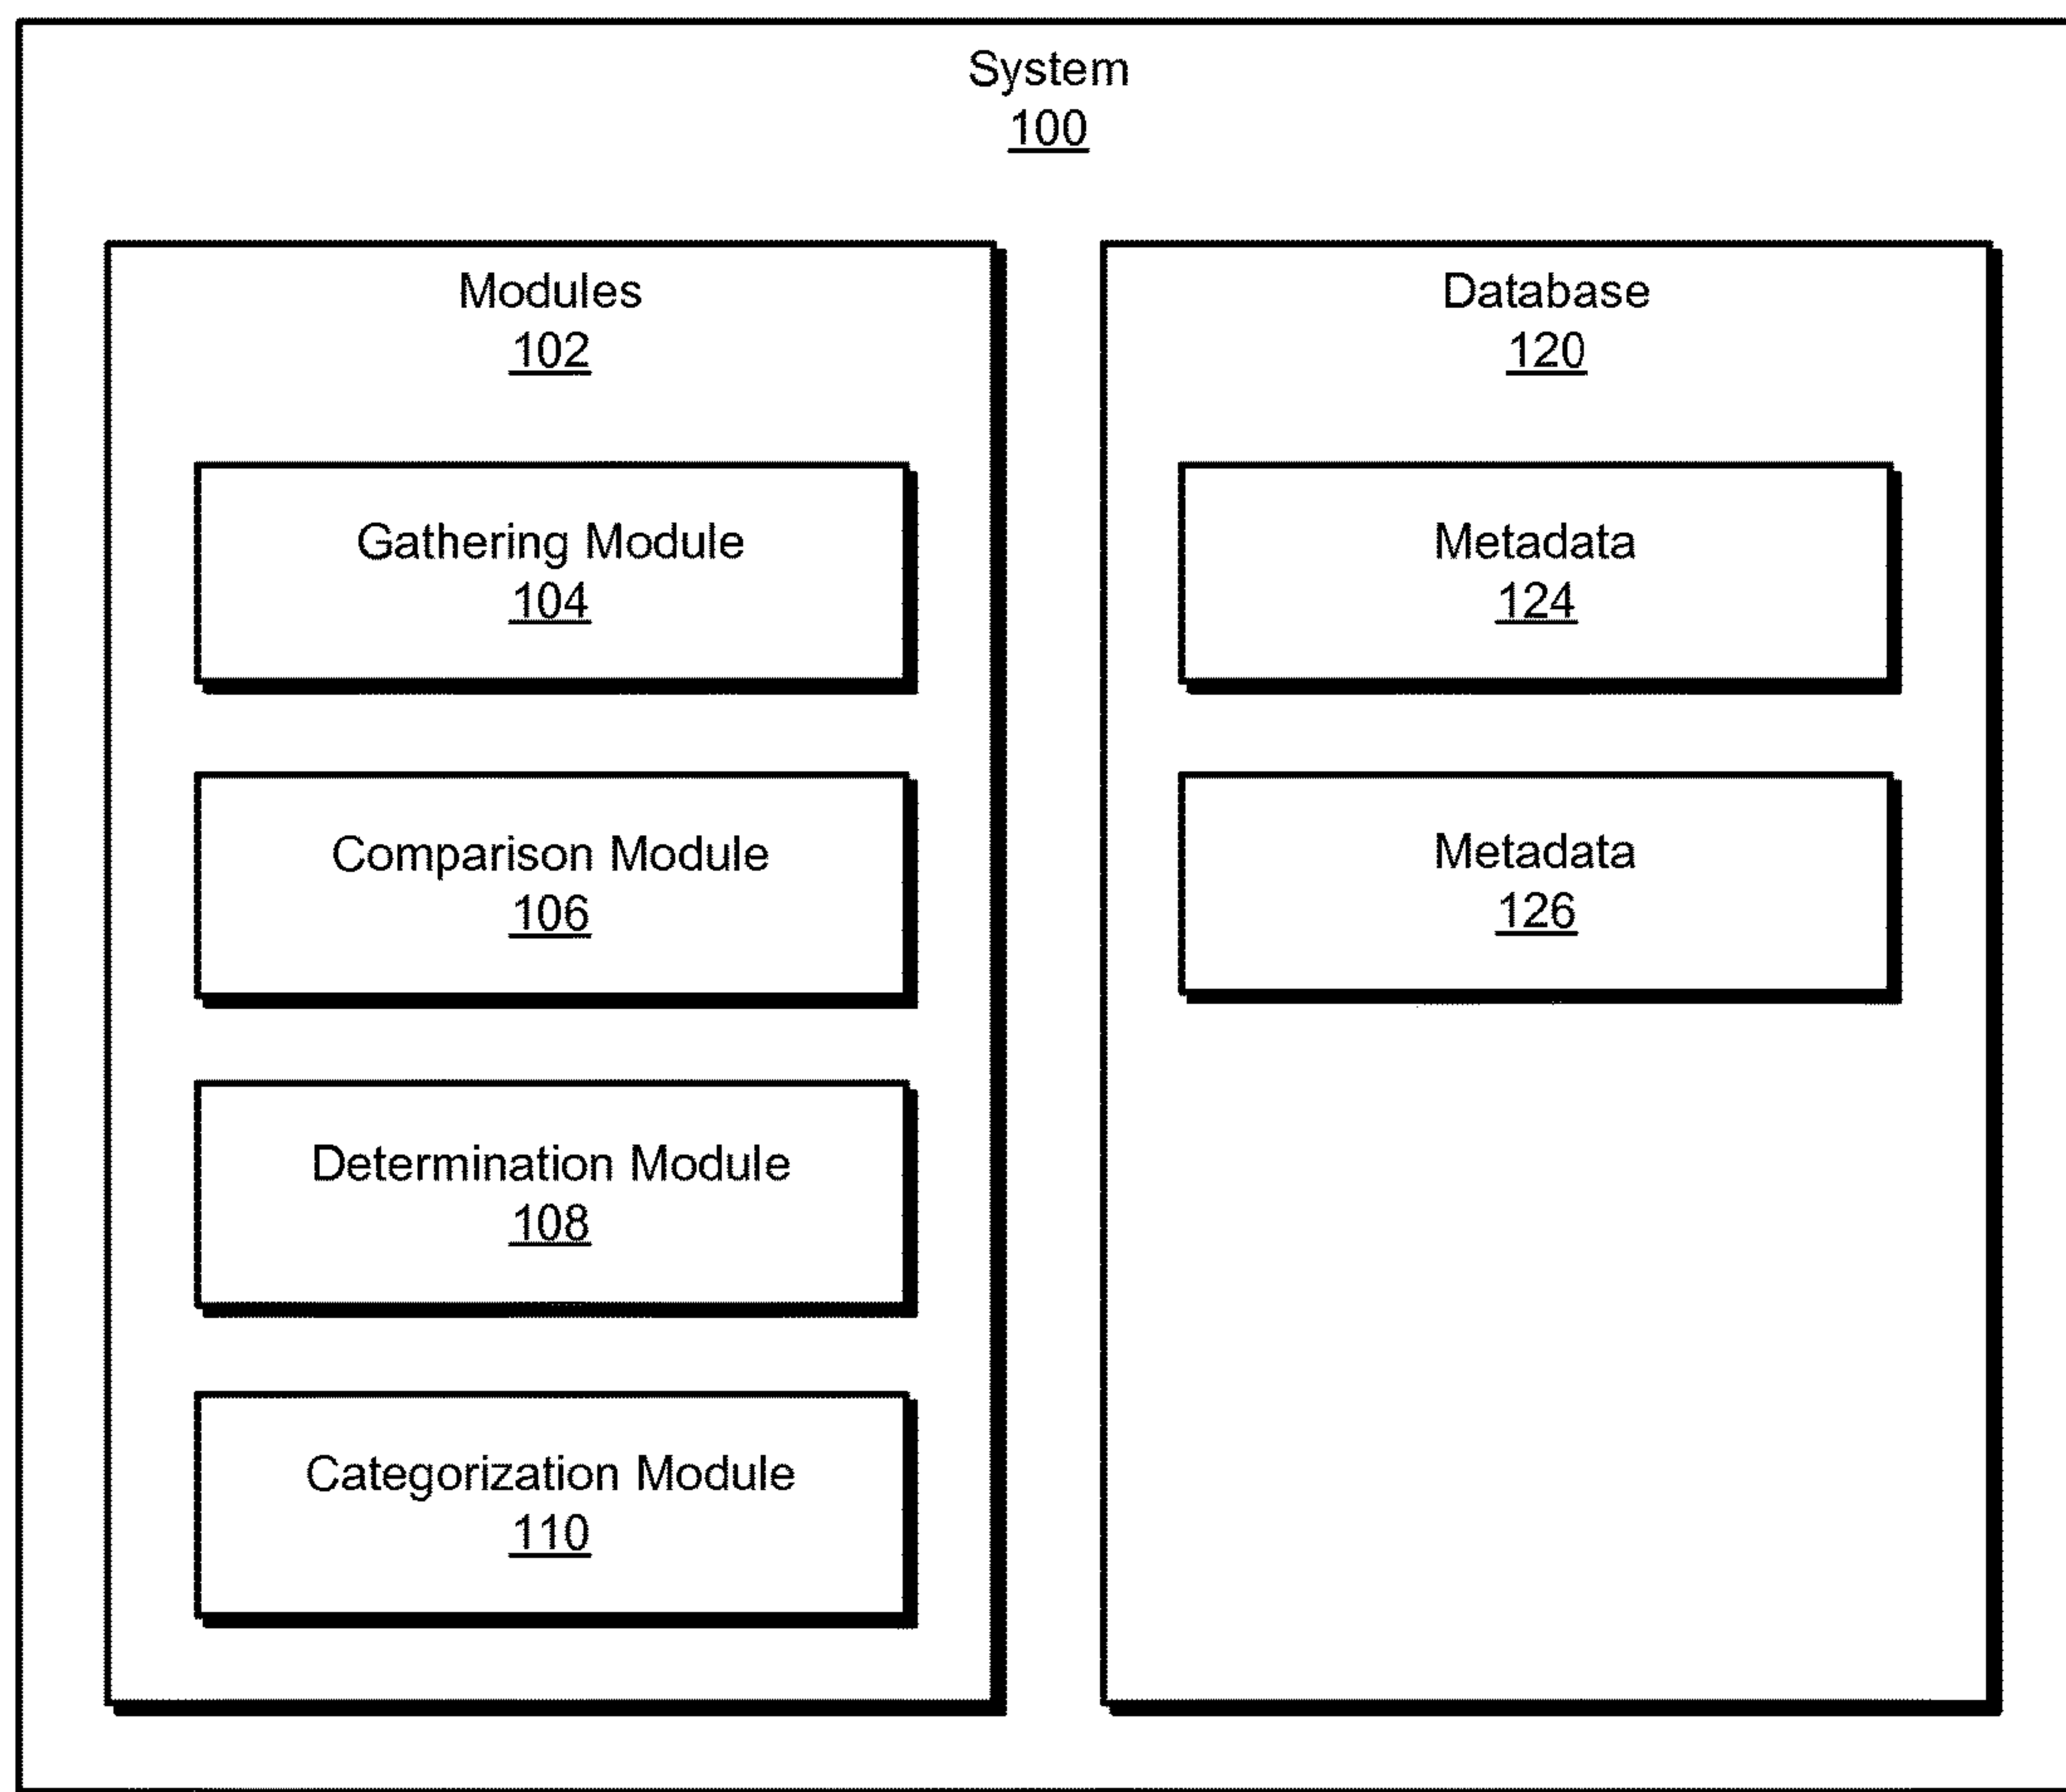 System
100
Modules
102
Gathering Module
104
Comparison Module
106
Determination Module
108
Categorization Module
110
Database
120
Metadata
124
Metadata
126